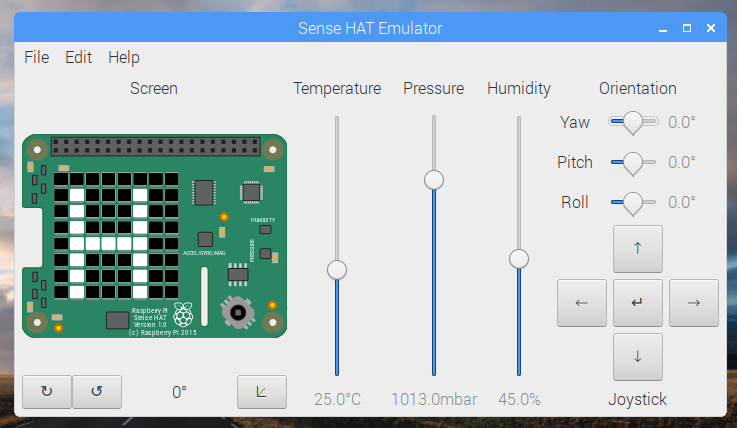 Sense HAT Emulator
File Edit Help
Screen
Temperature
Pressure
Humidity
Orientation
Yaw
0.0°
Pitch
0.0°
Roll
0.0°
HUMIDITY
PRESSURE
ACCEL/GYRO/MAG
H
Raspberry Pi
Sense HAT
Version 1.0
(c) Raspberry Pi 2015
↑
← ↵ →
↓
↻ ↺ 0°
25.0°C
1013.0mbar
45.0%
Joystick